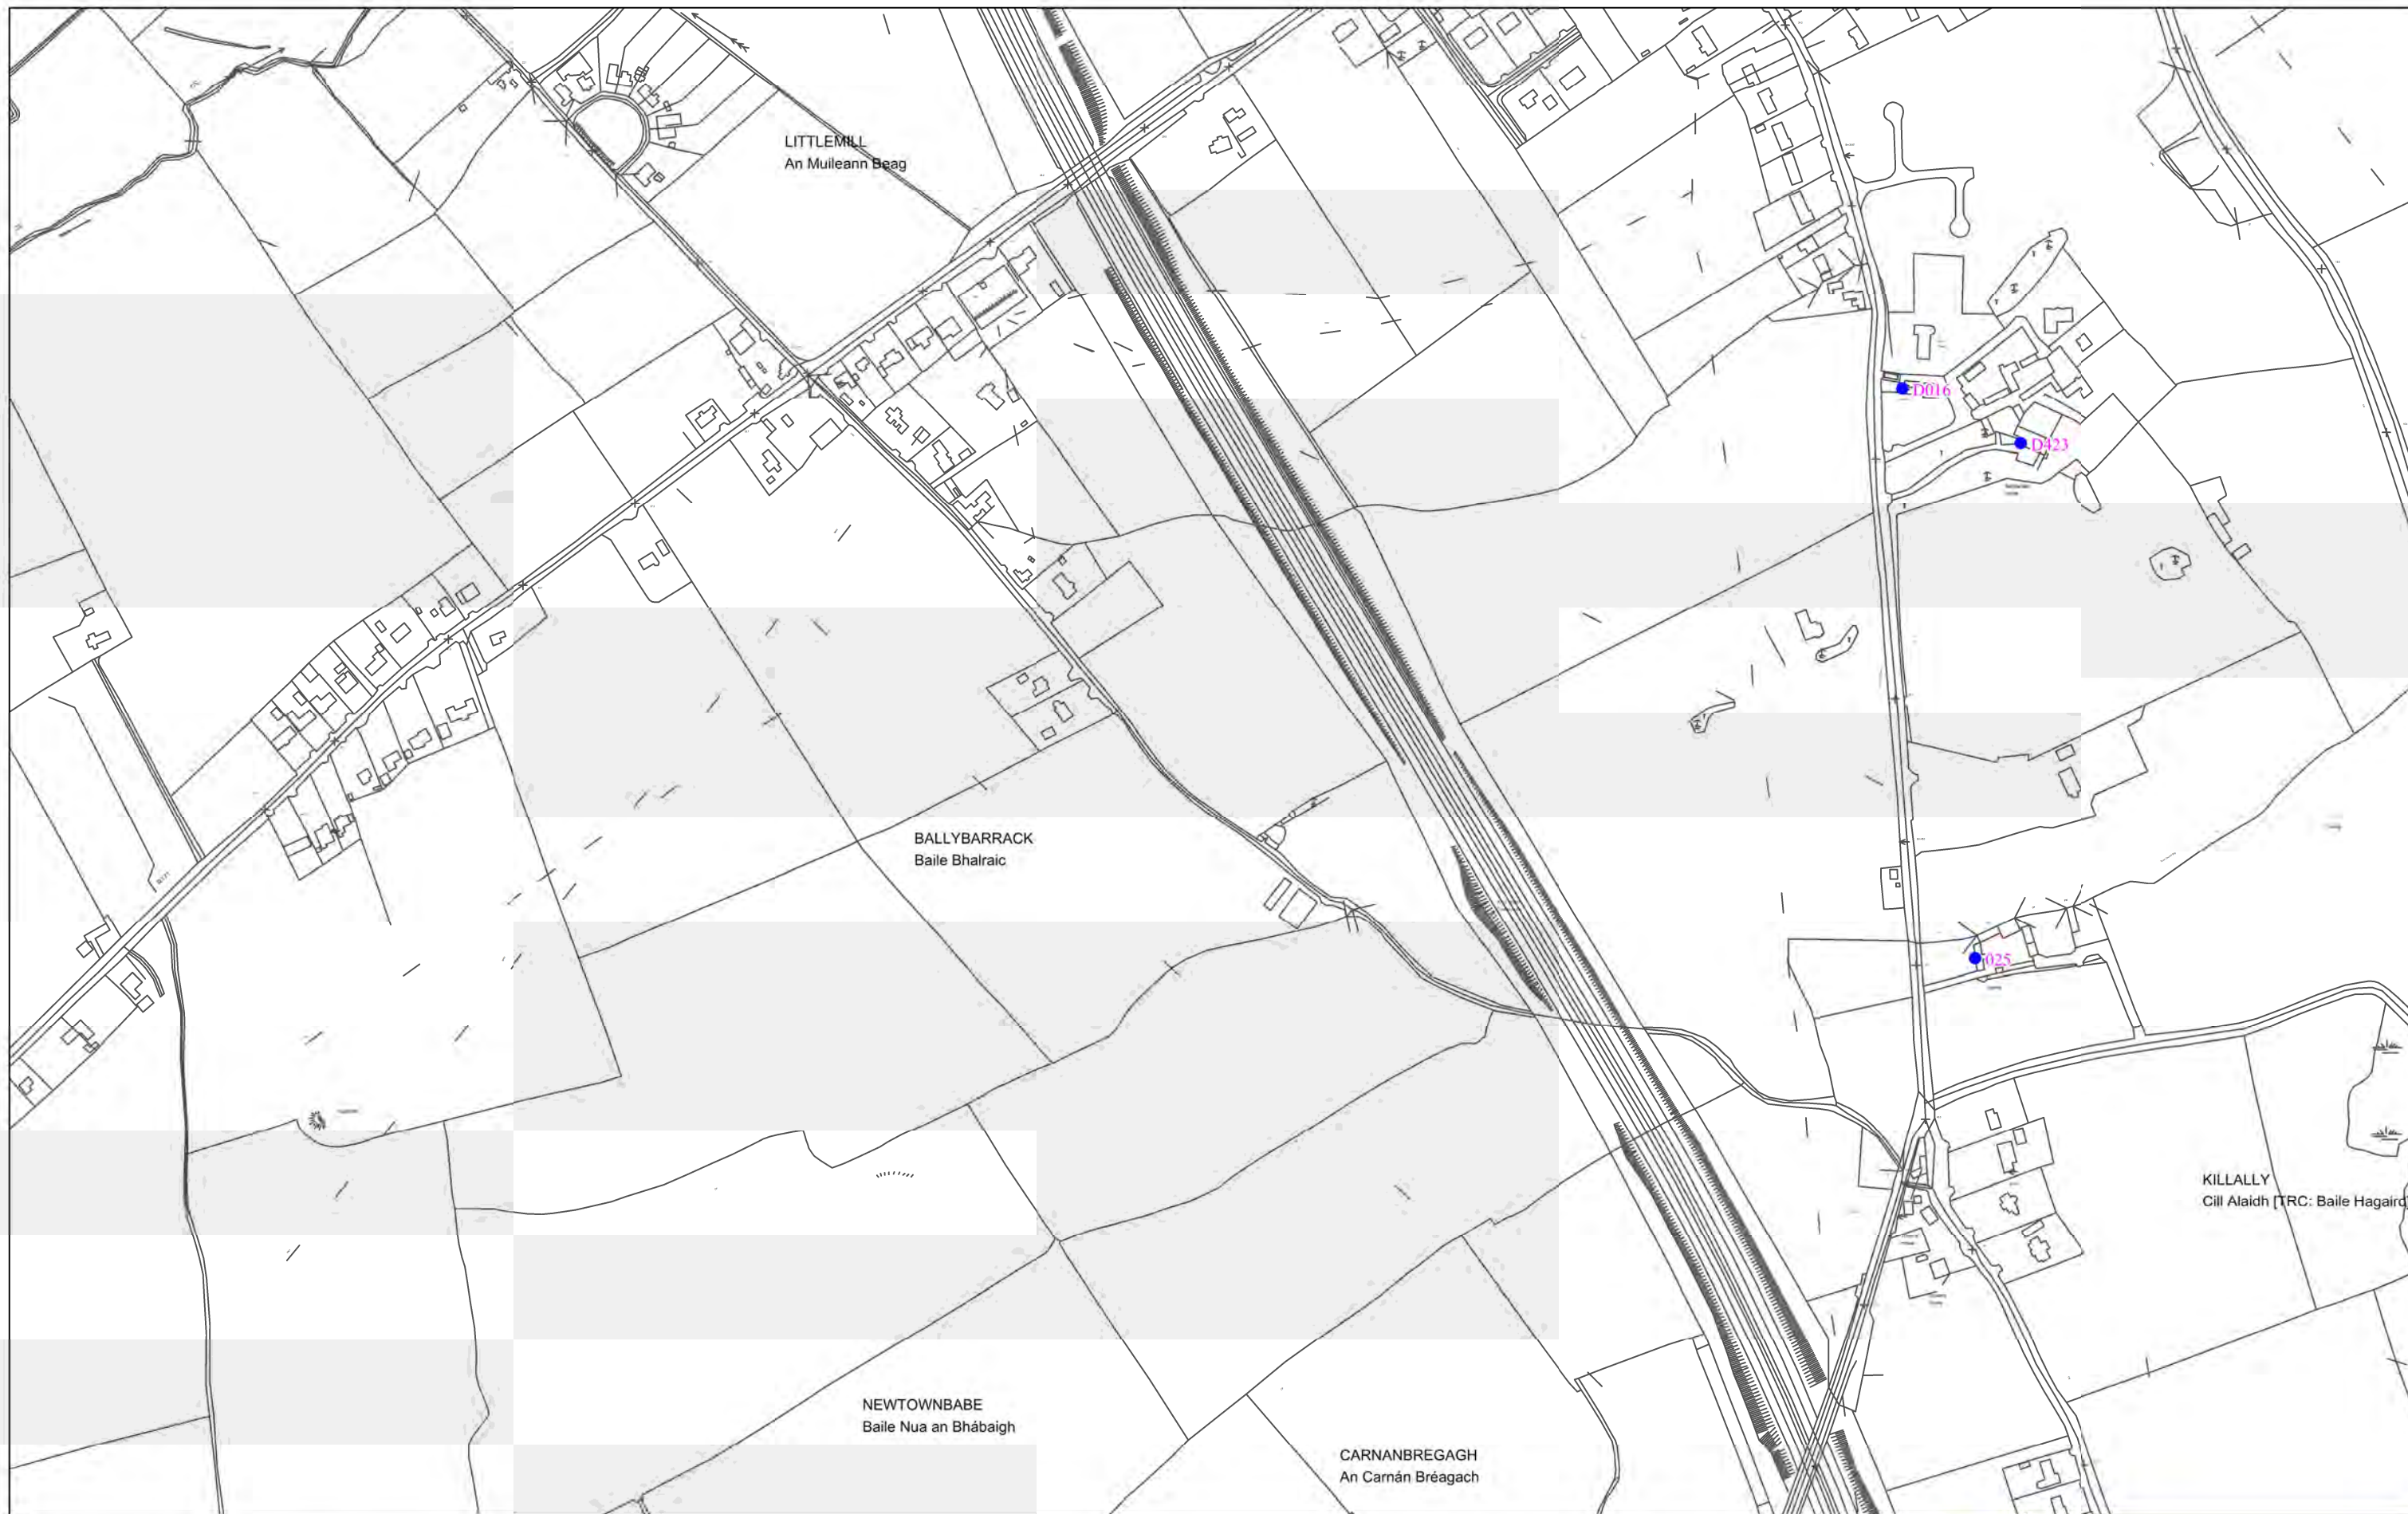 LITTLEMILL
An Muileann Beag
D016
D423
BALLYBARRACK
Baile Bhalraic
025
KILLALLY
Cill Alaidh [TRC: Baile Hagaird
NEWTOWNBABE
Baile Nua an Bhábaigh
CARNANBREGAGH
An Carnán Bréagach